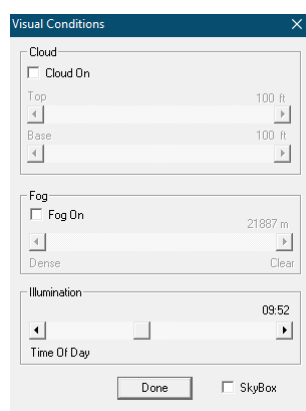 Visual Conditions
Cloud
Cloud On
Top 100 ft
Base 100 ft
Fog
Fog On
21887 m
Dense Clear
Illumination
09:52
Time Of Day
Done SkyBox